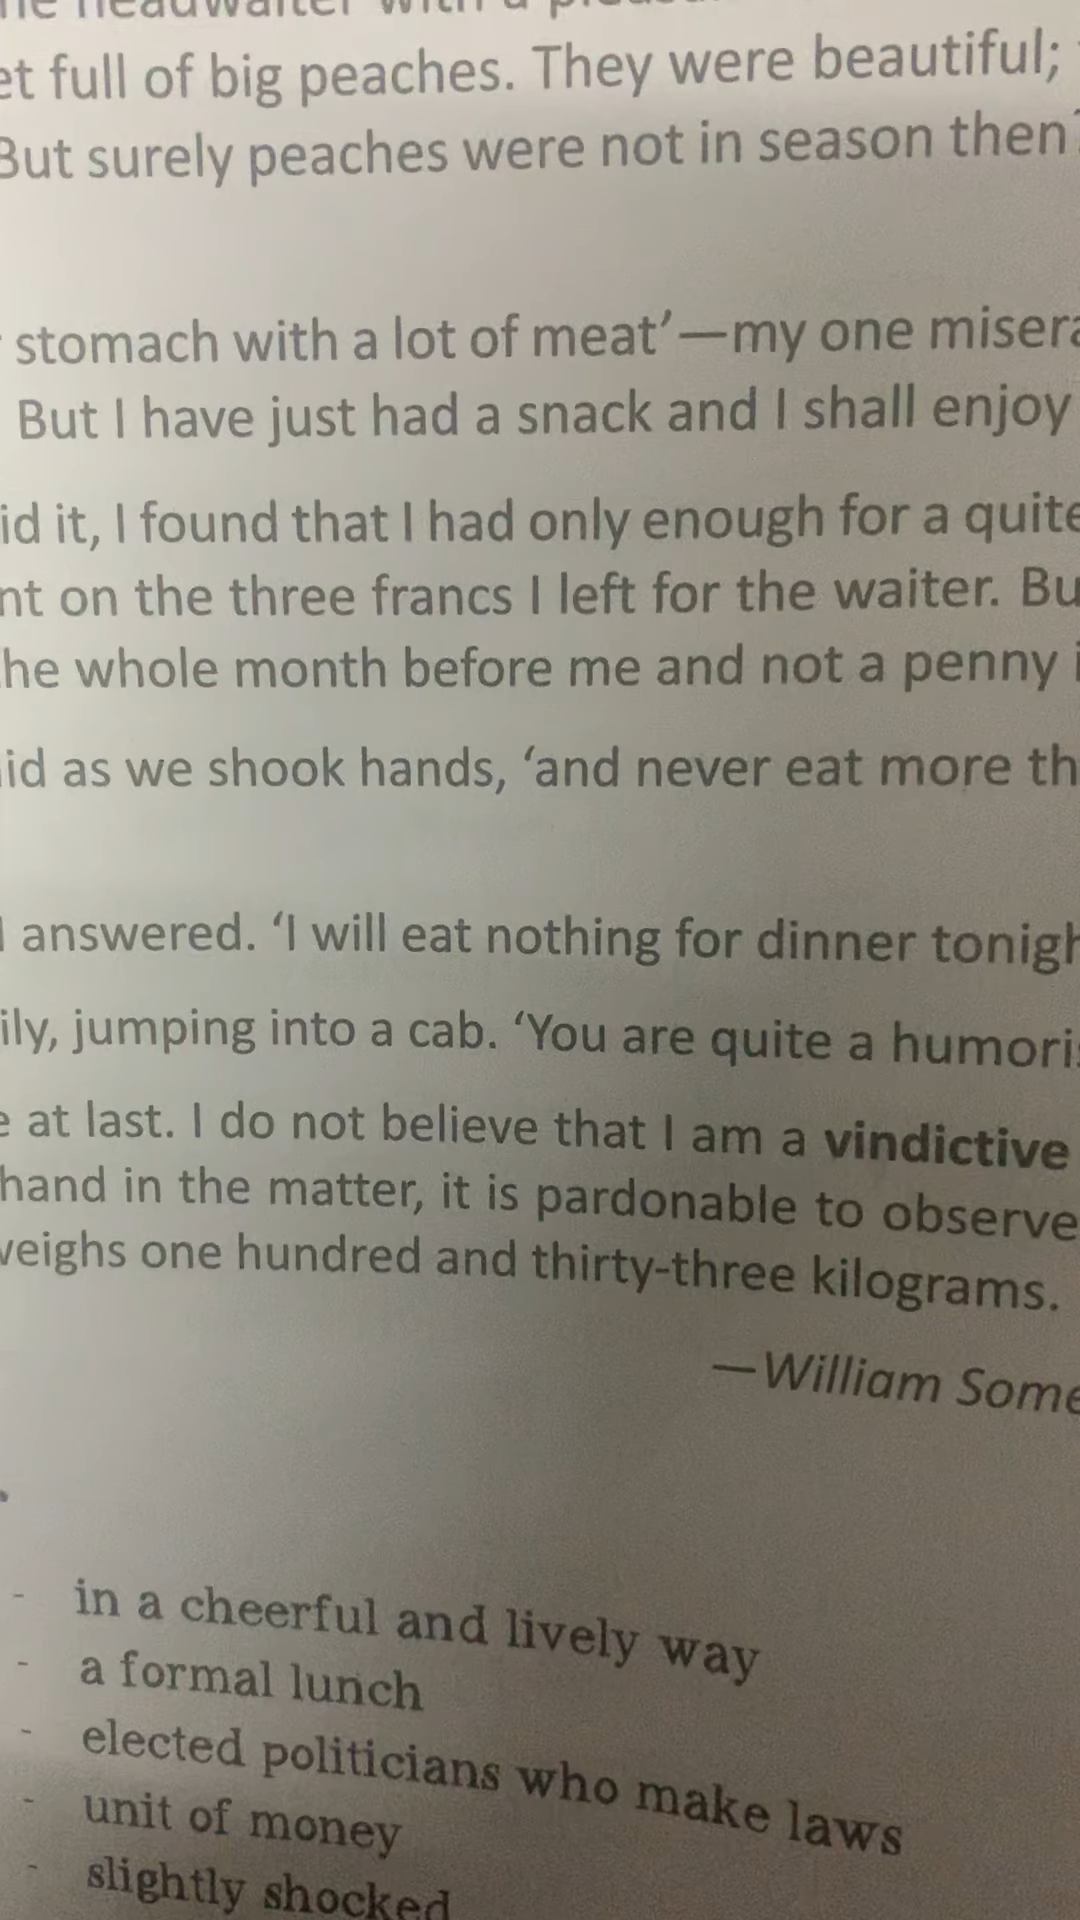 et full of big peaches. They were beautiful;
But surely peaches were not in season then?
stomach with a lot of meat’—my one misera
But I have just had a snack and I shall enjoy
id it, I found that I had only enough for a quite
nt on the three francs I left for the waiter. Bu
he whole month before me and not a penny i
id as we shook hands, ‘and never eat more th
I answered. ‘I will eat nothing for dinner tonigh
ily, jumping into a cab. ‘You are quite a humoris
e at last. I do not believe that I am a vindictive
hand in the matter, it is pardonable to observe
weighs one hundred and thirty-three kilograms.
—William Some
- in a cheerful and lively way
- a formal lunch
- elected politicians who make laws
- unit of money
- slightly shocked